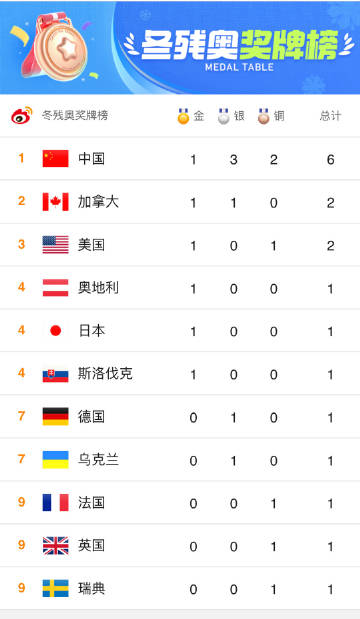 冬残奥奖牌榜
MEDAL TABLE
冬残奥奖牌榜 金 银 铜 总计
1 中国 1 3 2 6
2 加拿大 1 1 0 2
3 美国 1 0 1 2
4 奥地利 1 0 0 1
4 日本 1 0 0 1
4 斯洛伐克 1 0 0 1
7 德国 0 1 0 1
7 乌克兰 0 1 0 1
9 法国 0 0 1 1
9 英国 0 0 1 1
9 瑞典 0 0 1 1